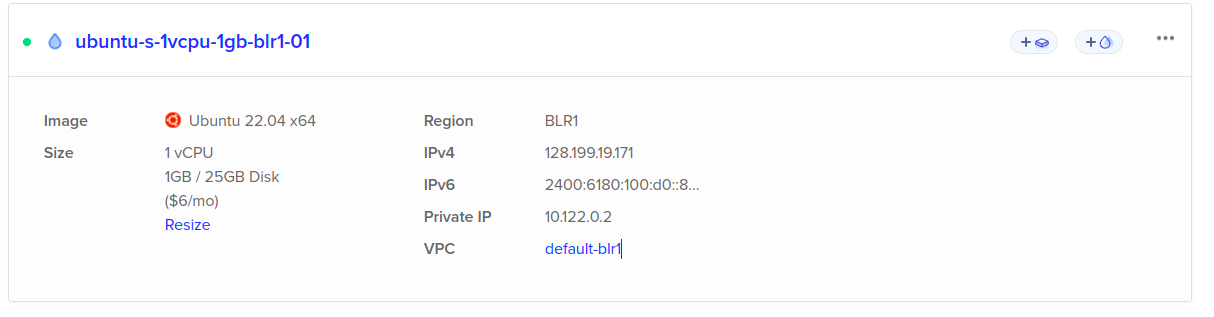 ubuntu-s-1vcpu-1gb-blr1-01
Image Ubuntu 22.04 x64
Size 1 vCPU
1GB / 25GB Disk
($6/mo)
Resize
Region BLR1
IPv4 128.199.19.171
IPv6 2400:6180:100:d0::8...
Private IP 10.122.0.2
VPC default-blr1